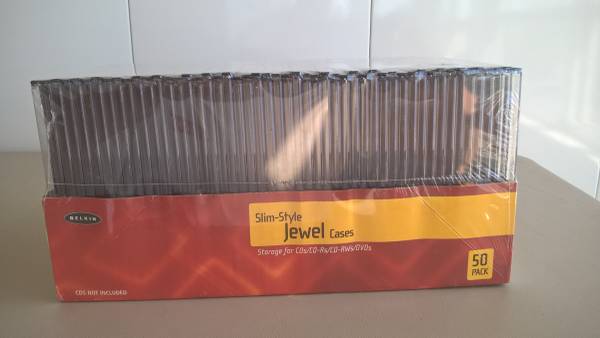 BELKIN
Slim-Style
Jewel Cases
Storage for CDs/CD-Rs/CD-RWs/DVDs
50
PACK
CDS NOT INCLUDED